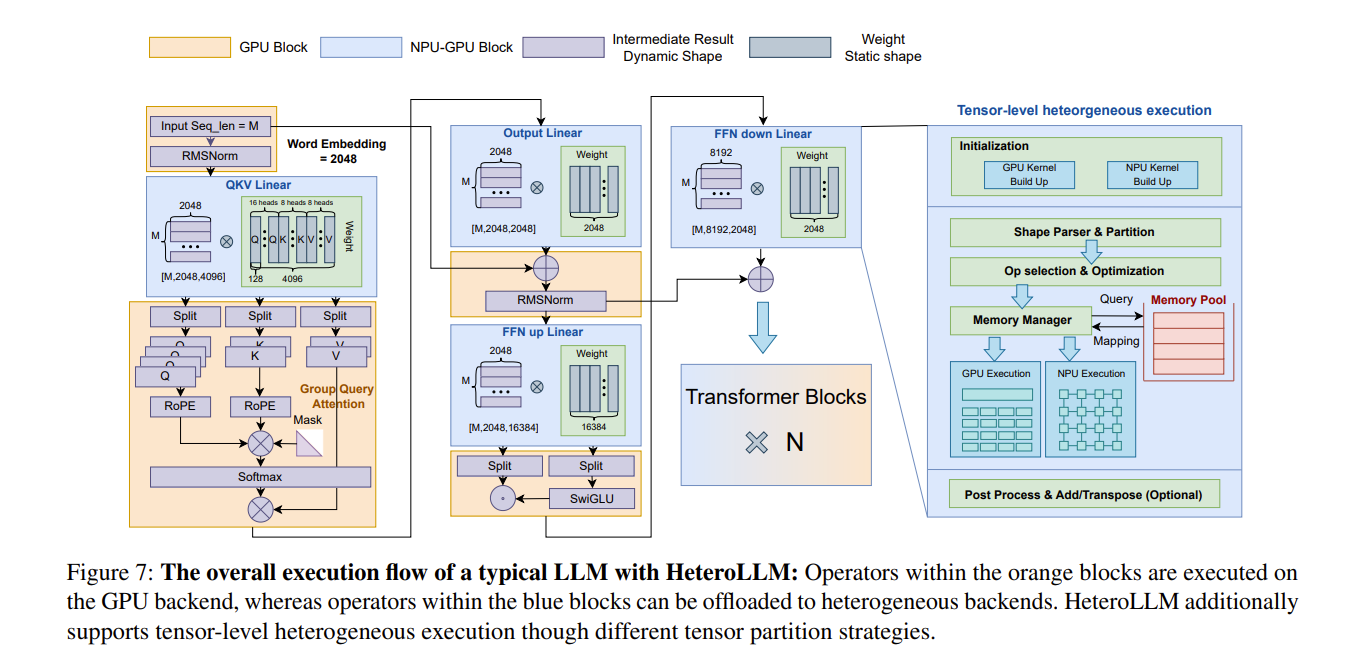 GPU Block
NPU-GPU Block
Intermediate Result
Dynamic Shape
Weight
Static shape
Input Seq_len = M
RMSNorm
Word Embedding
= 2048
QKV Linear
2048
M
[M,2048,4096]
16 heads 8 heads 8 heads
Q Q K K V V
Weight
128
4096
Split
Split
Split
Q
Q
Q
Q
K
K
V
V
Group Query
Attention
RoPE
RoPE
Mask
Softmax
Output Linear
2048
M
[M,2048,2048]
Weight
2048
RMSNorm
FFN up Linear
2048
M
[M,2048,16384]
Weight
16384
Split
Split
SwiGLU
FFN down Linear
8192
M
[M,8192,2048]
Weight
2048
Transformer Blocks
N
Tensor-level heteorgeneous execution
Initialization
GPU Kernel
Build Up
NPU Kernel
Build Up
Shape Parser & Partition
Op selection & Optimization
Memory Manager
Query
Mapping
Memory Pool
GPU Execution
NPU Execution
Post Process & Add/Transpose (Optional)
Figure 7: The overall execution flow of a typical LLM with HeteroLLM: Operators within the orange blocks are executed on
the GPU backend, whereas operators within the blue blocks can be offloaded to heterogeneous backends. HeteroLLM additionally
supports tensor-level heterogeneous execution though different tensor partition strategies.